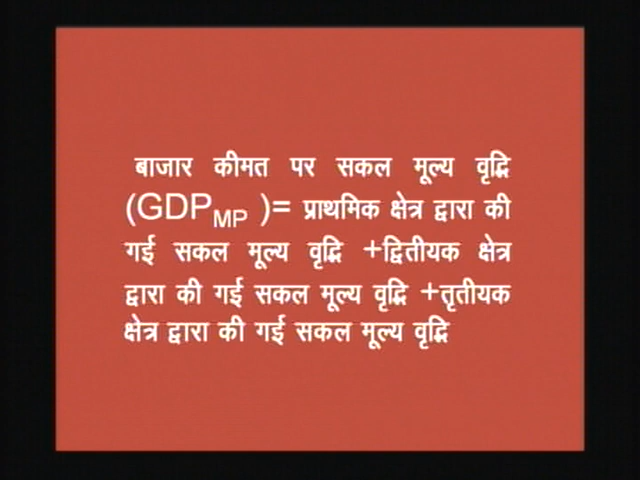 बाजार कीमत पर सकल मूल्य वृद्धि
(GDPMP )= प्राथमिक क्षेत्र द्वारा की
गई सकल मूल्य वृद्धि +द्वितीयक क्षेत्र
द्वारा की गई सकल मूल्य वृद्धि +तृतीयक
क्षेत्र द्वारा की गई सकल मूल्य वृद्धि